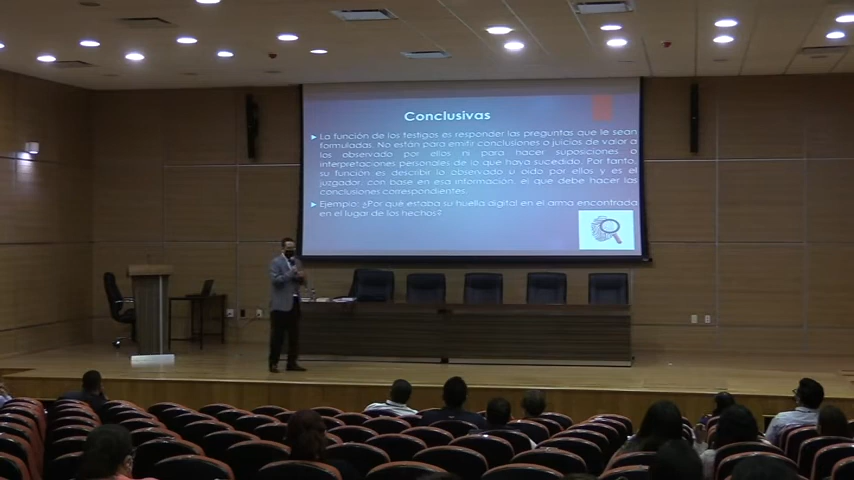 Conclusivas
La función de los testigos es responder las preguntas que le sean
formuladas. No están para emitir conclusiones o juicios de valor a
los observado por ellos ni para hacer suposiciones o
interpretaciones personales de lo que haya sucedido. Por tanto,
su función es describir lo observado u oído por ellos y es el
juzgador, con base en esa información, el que debe hacer las
conclusiones correspondientes.
Ejemplo: ¿Por qué estaba su huella digital en el arma encontrada
en el lugar de los hechos?